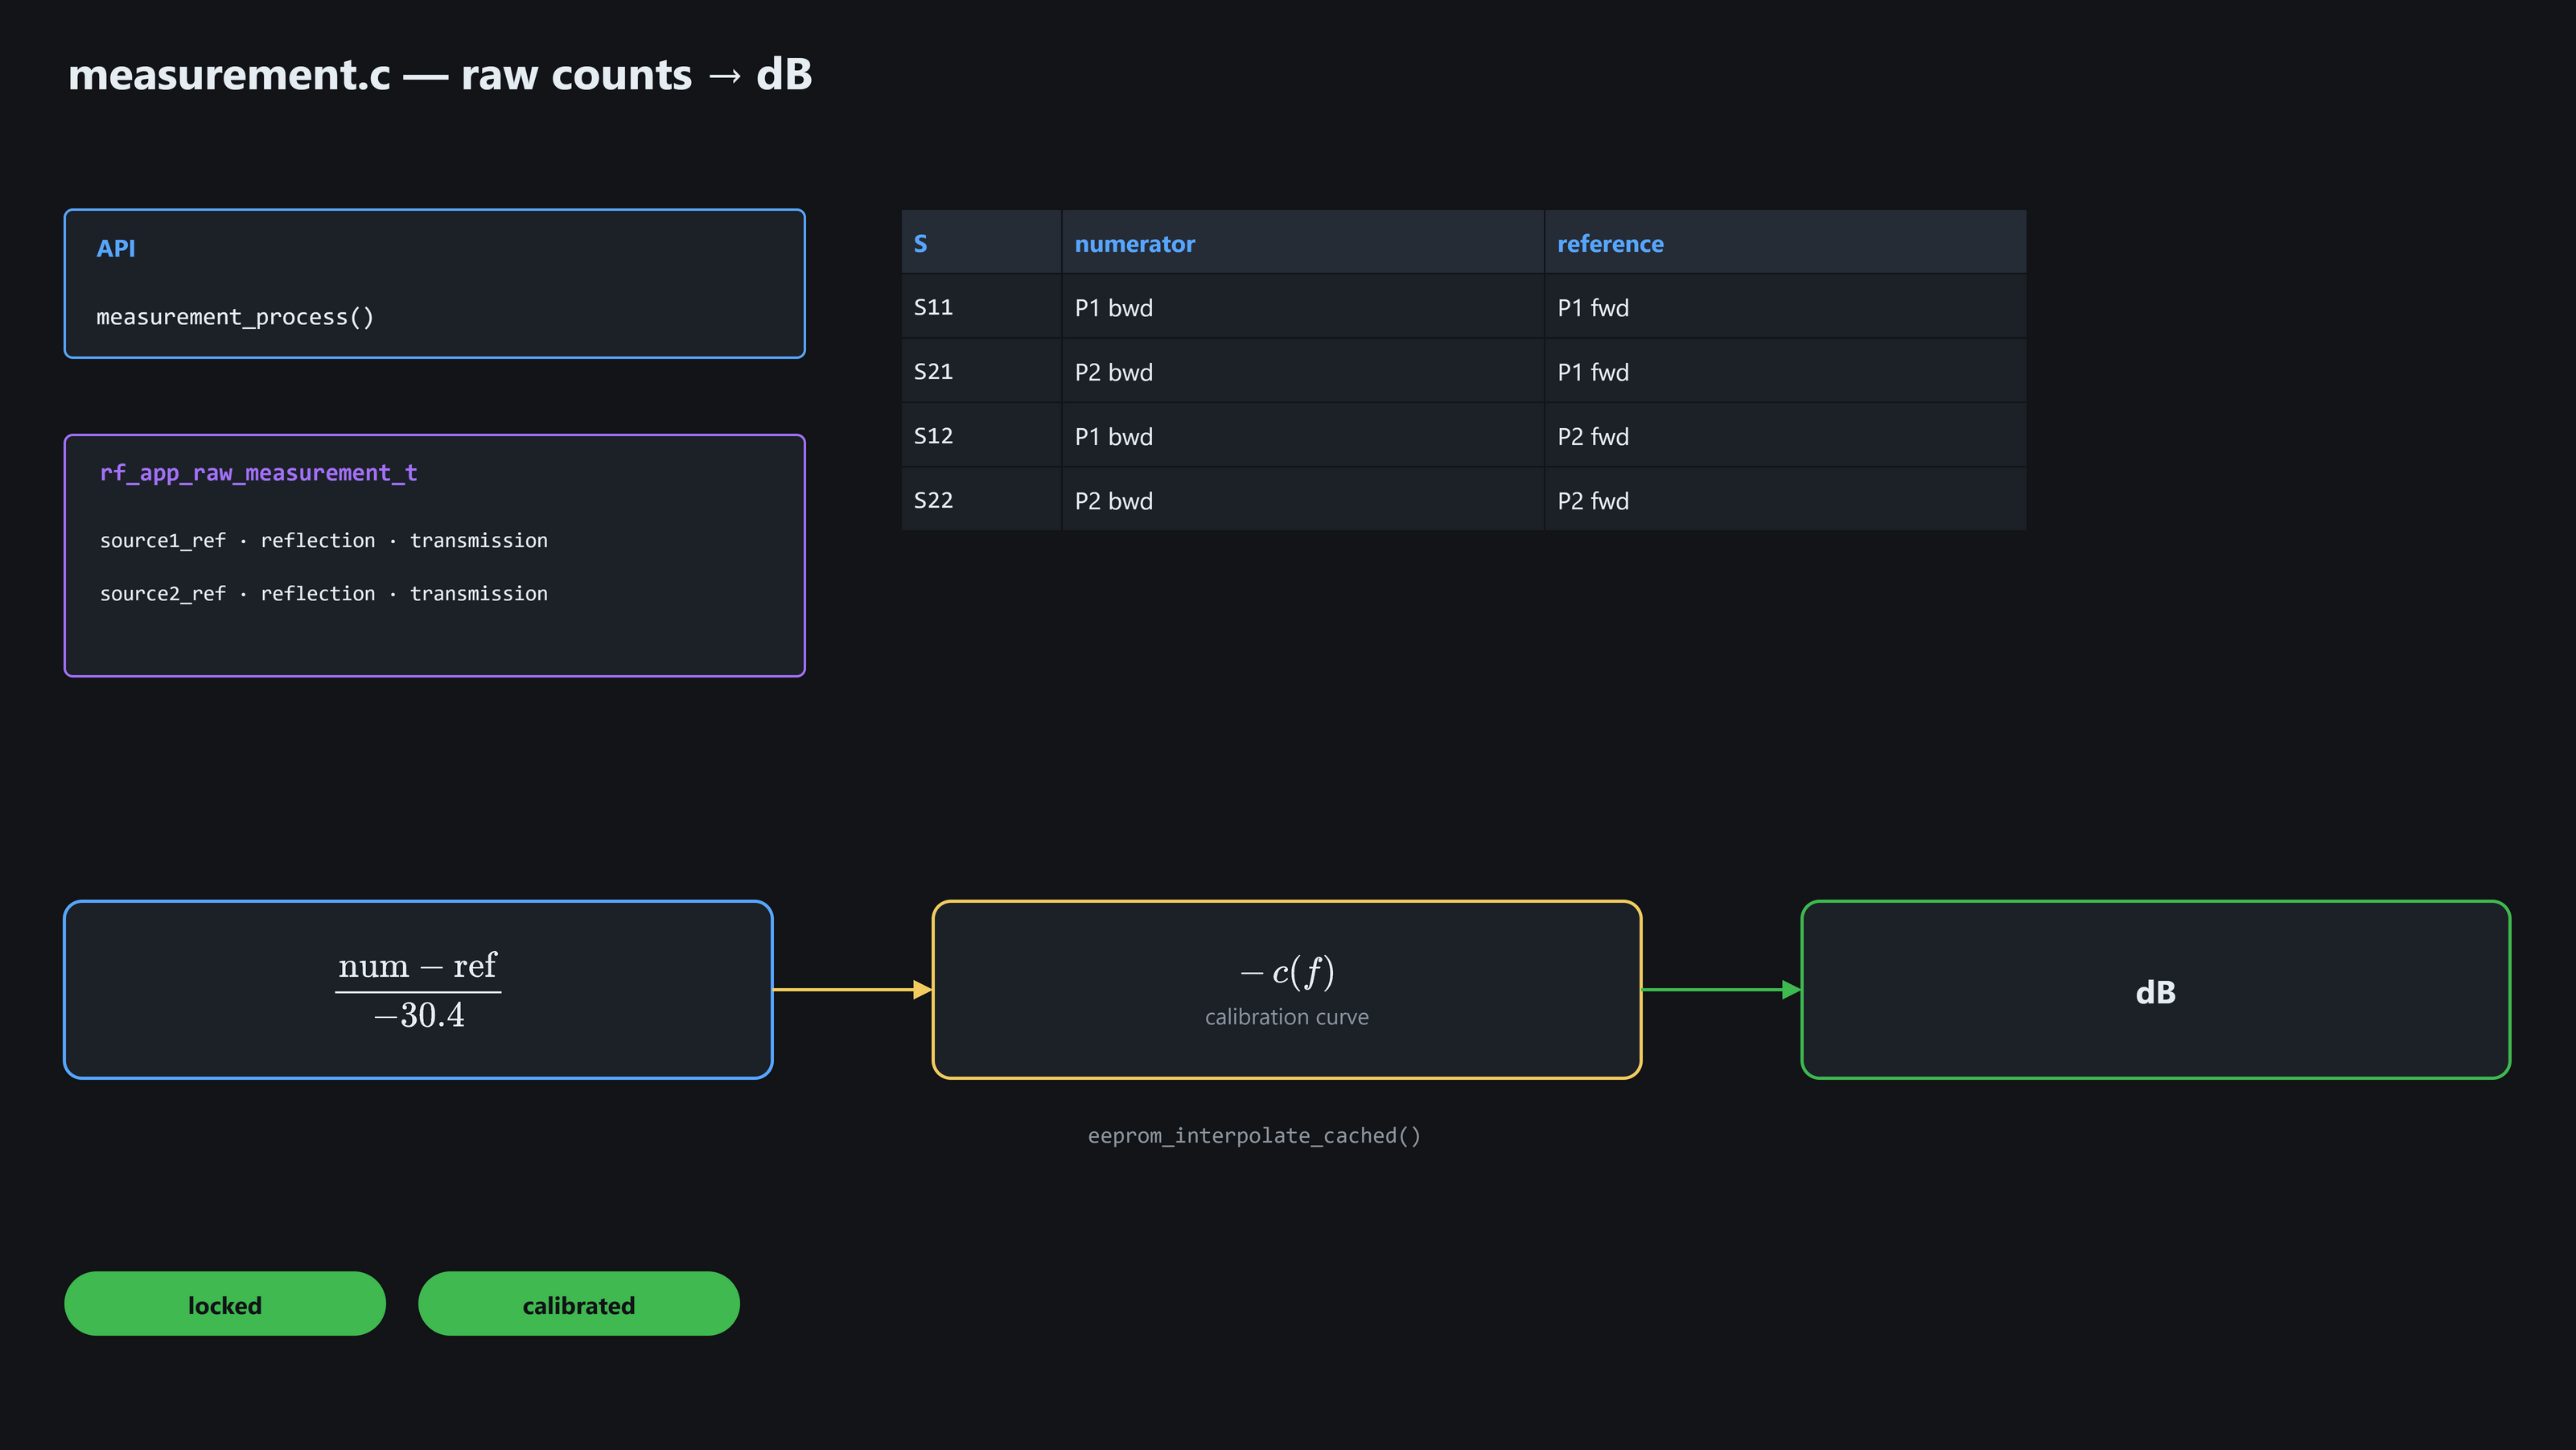 measurement.c — raw counts → dB
API
measurement_process()
rf_app_raw_measurement_t
source1_ref · reflection · transmission
source2_ref · reflection · transmission
S numerator reference
S11 P1 bwd P1 fwd
S21 P2 bwd P1 fwd
S12 P1 bwd P2 fwd
S22 P2 bwd P2 fwd
num − ref
−30.4
− c(f)
calibration curve
dB
eeprom_interpolate_cached()
locked calibrated